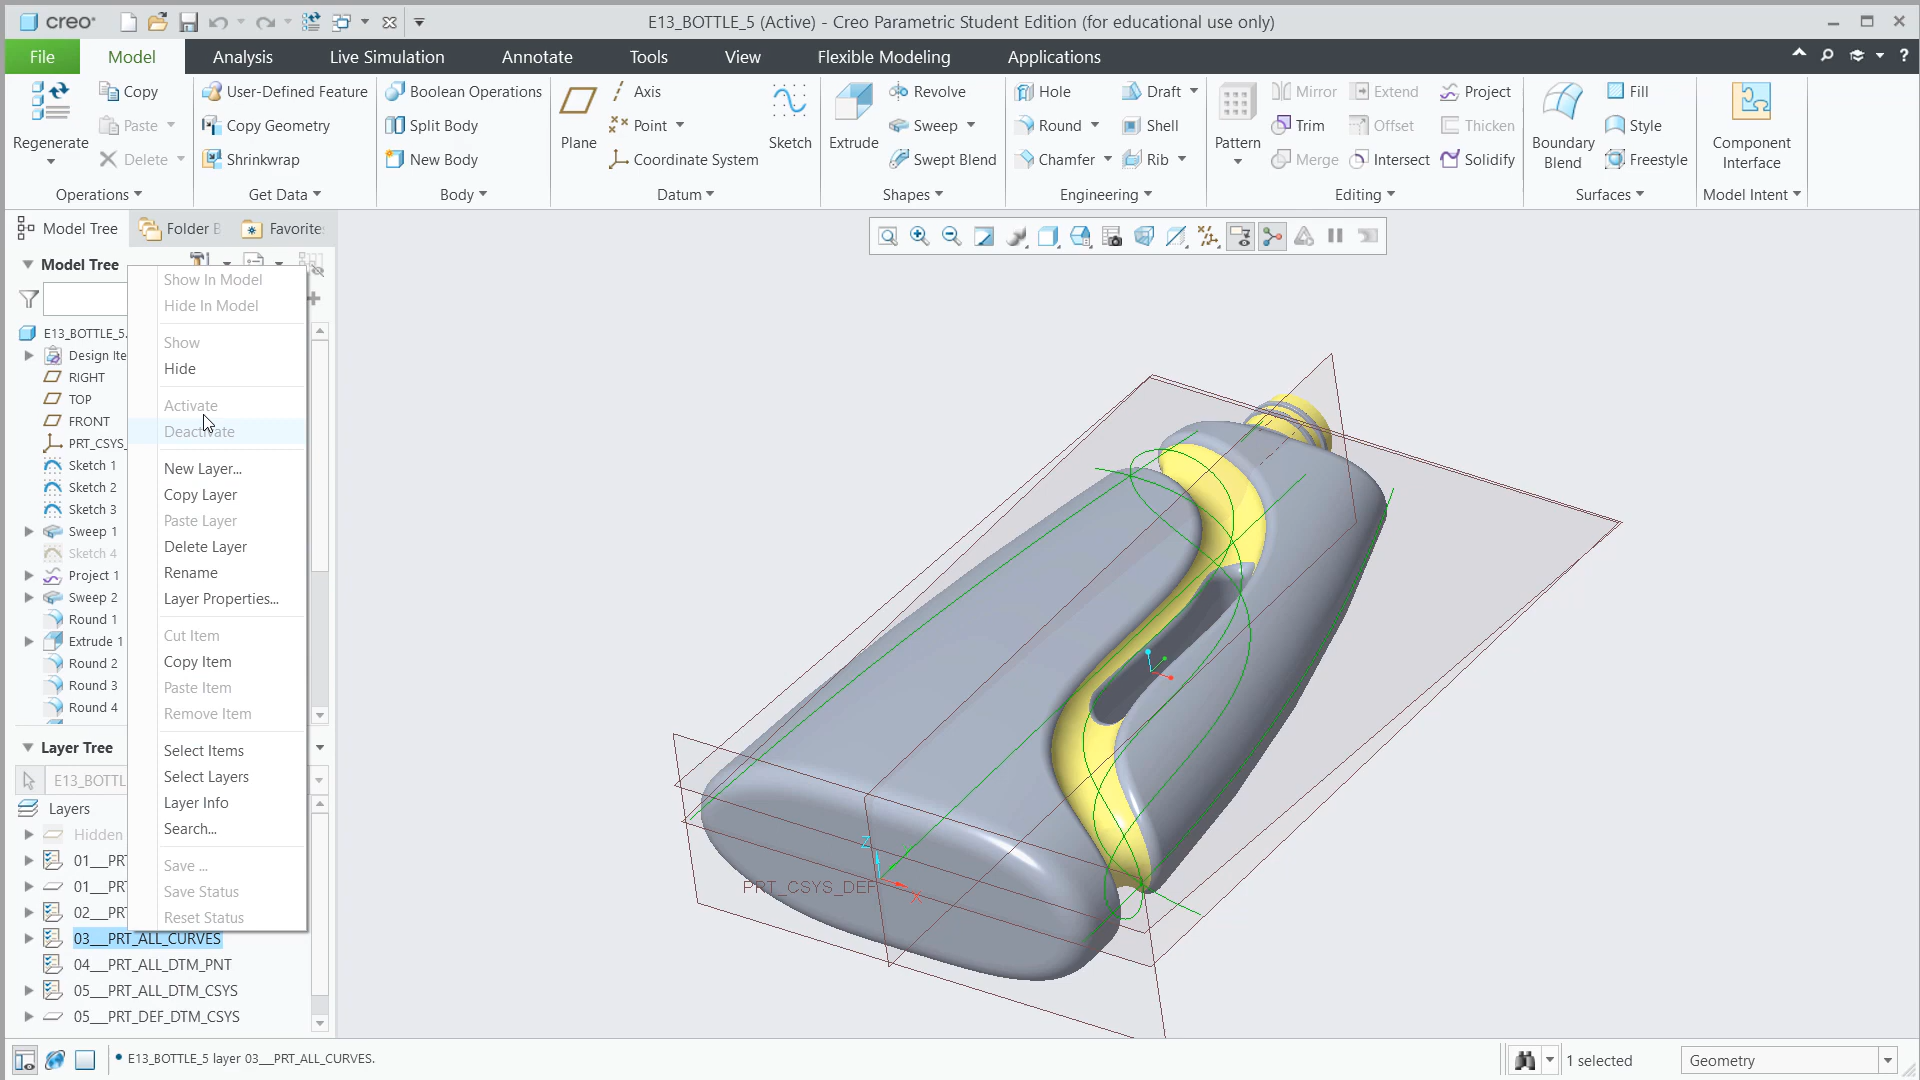 creo
E13_BOTTLE_5 (Active) - Creo Parametric Student Edition (for educational use only)
File Model Analysis Live Simulation Annotate Tools View Flexible Modeling Applications
Regenerate
Copy
Paste
Delete
Operations
User-Defined Feature
Copy Geometry
Shrinkwrap
Get Data
Boolean Operations
Split Body
New Body
Body
Plane
Axis
Point
Coordinate System
Sketch
Datum
Extrude
Revolve
Sweep
Swept Blend
Shapes
Hole
Round
Chamfer
Draft
Shell
Rib
Engineering
Pattern
Mirror
Trim
Merge
Extend
Offset
Intersect
Project
Thicken
Solidify
Editing
Boundary
Blend
Fill
Style
Freestyle
Surfaces
Component
Interface
Model Intent
Model Tree
Folder B
Favorite
Model Tree
E13_BOTTLE_5.
Design Ite
RIGHT
TOP
FRONT
PRT_CSYS_
Sketch 1
Sketch 2
Sketch 3
Sweep 1
Sketch 4
Project 1
Sweep 2
Round 1
Extrude 1
Round 2
Round 3
Round 4
Layer Tree
E13_BOTTL
Layers
Hidden
01___PRT
01___PRT
02___PRT
03___PRT_ALL_CURVES
04___PRT_ALL_DTM_PNT
05___PRT_ALL_DTM_CSYS
05___PRT_DEF_DTM_CSYS
Show In Model
Hide In Model
Show
Hide
Activate
Deactivate
New Layer...
Copy Layer
Paste Layer
Delete Layer
Rename
Layer Properties...
Cut Item
Copy Item
Paste Item
Remove Item
Select Items
Select Layers
Layer Info
Search...
Save ...
Save Status
Reset Status
Z
PRT_CSYS_DEF
X
E13_BOTTLE_5 layer 03___PRT_ALL_CURVES.
1 selected
Geometry